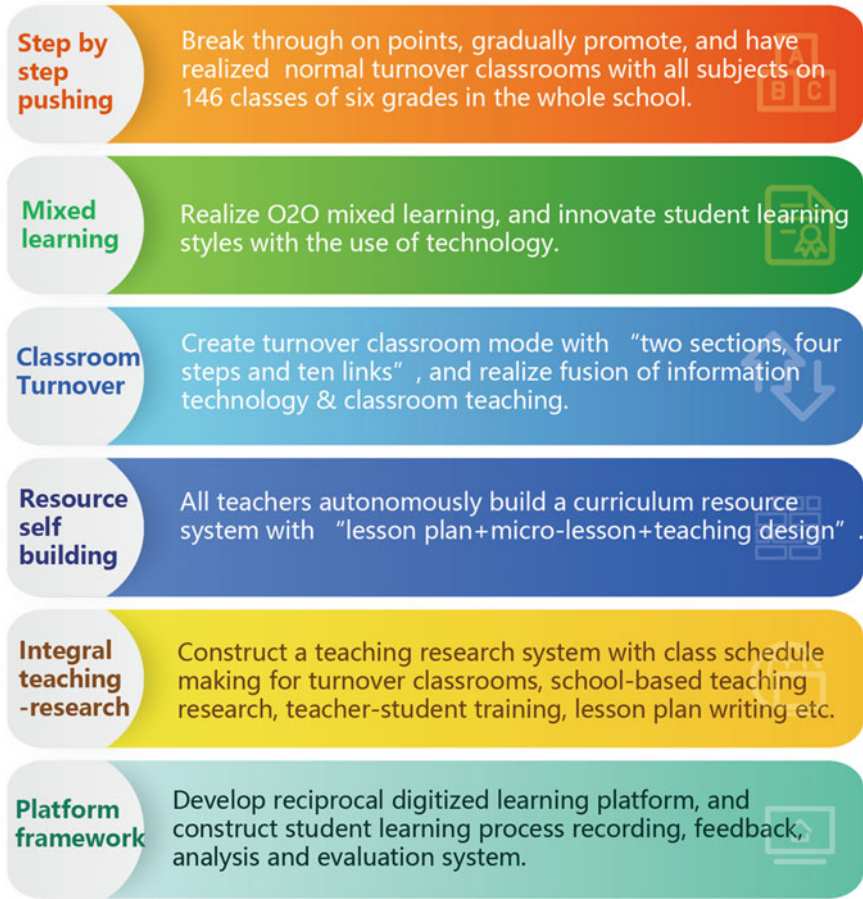 Step by
step
pushing
Break through on points, gradually promote, and have
realized normal turnover classrooms with all subjects on
146 classes of six grades in the whole school.
A
B C
Mixed
learning
Realize O2O mixed learning, and innovate student learning
styles with the use of technology.
Classroom
Turnover
Create turnover classroom mode with “two sections, four
steps and ten links”, and realize fusion of information
technology & classroom teaching.
Resource
self
building
All teachers autonomously build a curriculum resource
system with “lesson plan+micro-lesson+teaching design”.
Integral
teaching
-research
Construct a teaching research system with class schedule
making for turnover classrooms, school-based teaching
research, teacher-student training, lesson plan writing etc.
Platform
framework
Develop reciprocal digitized learning platform, and
construct student learning process recording, feedback,
analysis and evaluation system.